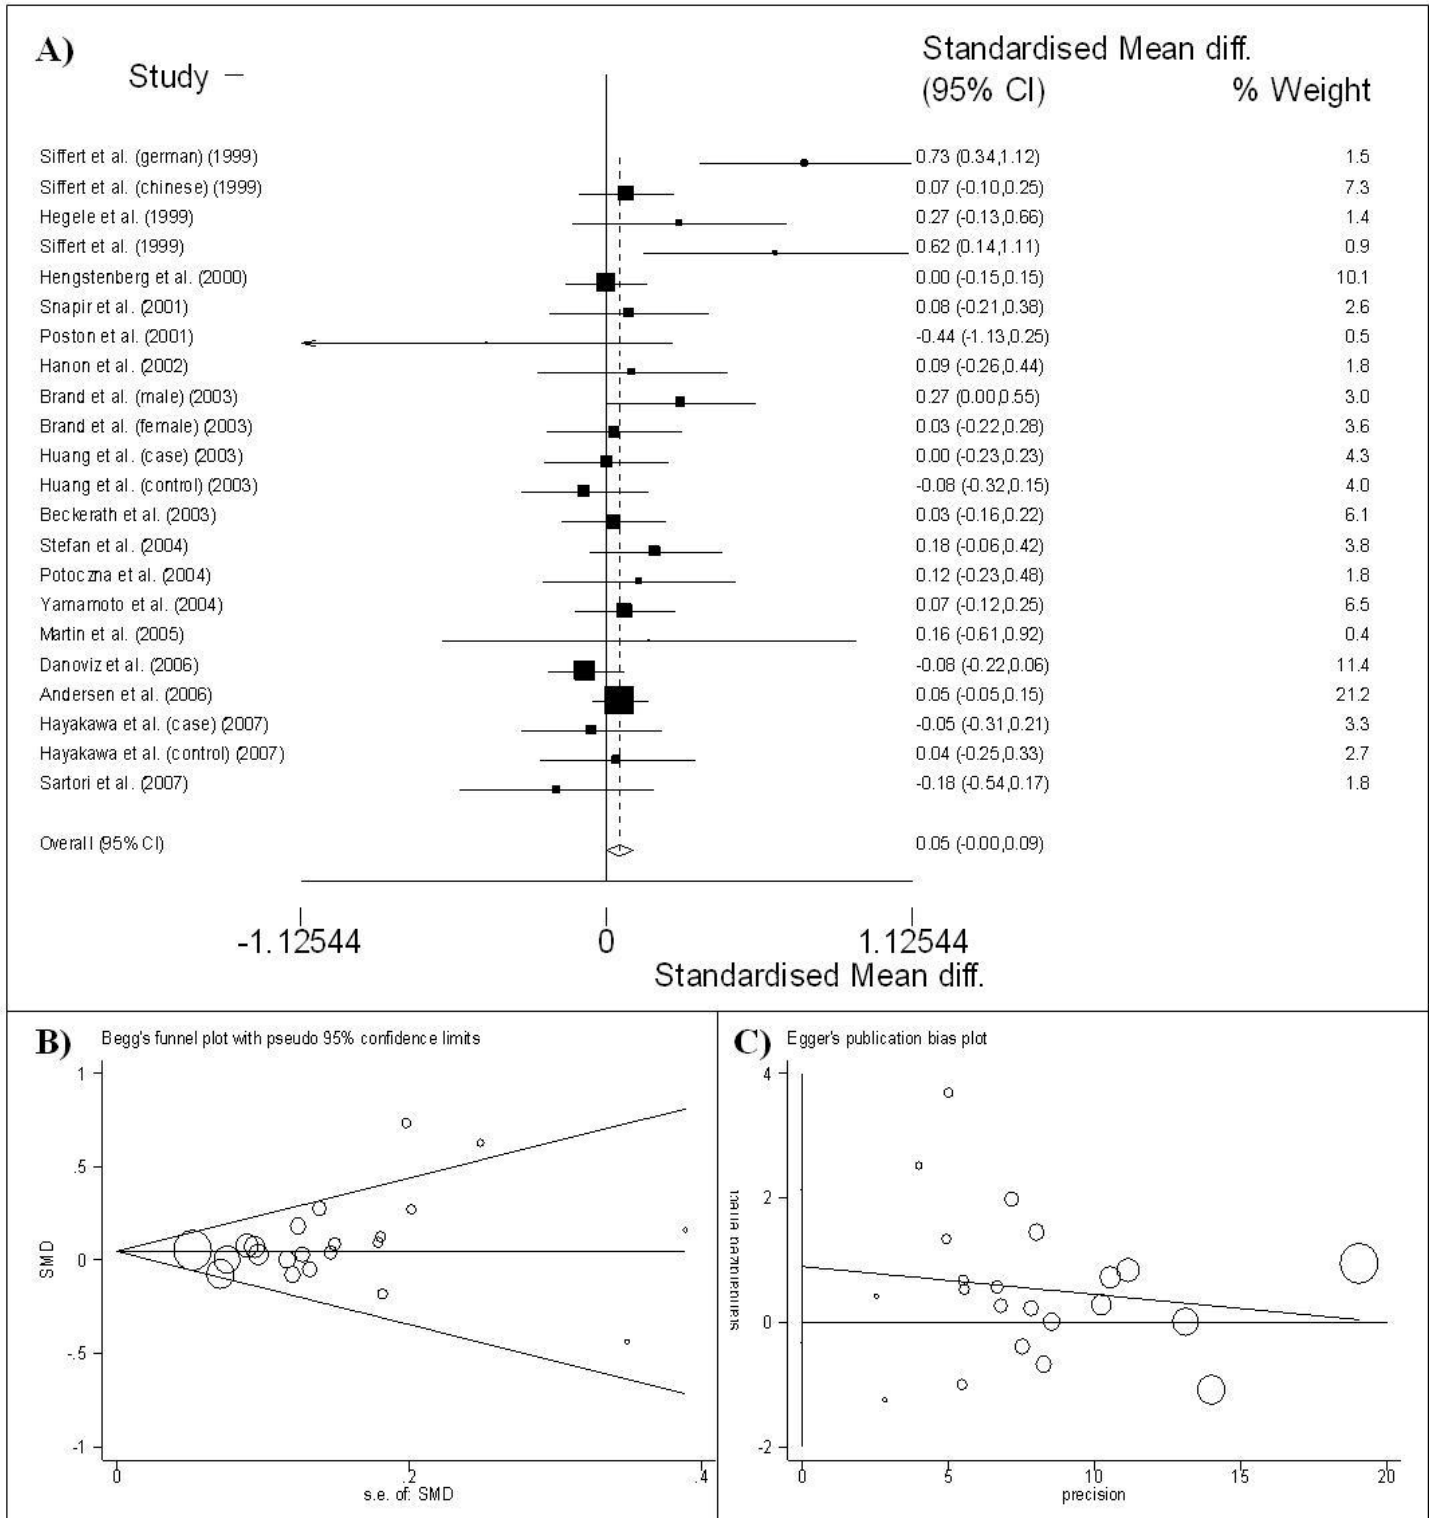 A)
Study
Standardised Mean diff.
(95% CI)
% Weight
Siffert et al. (german) (1999) 0.73 (0.34,1.12) 1.5
Siffert et al. (chinese) (1999) 0.07 (-0.10,0.25) 7.3
Hegele et al. (1999) 0.27 (-0.13,0.66) 1.4
Siffert et al. (1999) 0.62 (0.14,1.11) 0.9
Hengstenberg et al. (2000) 0.00 (-0.15,0.15) 10.1
Snapir et al. (2001) 0.08 (-0.21,0.38) 2.6
Poston et al. (2001) -0.44 (-1.13,0.25) 0.5
Hanon et al. (2002) 0.09 (-0.26,0.44) 1.8
Brand et al. (male) (2003) 0.27 (0.00,0.55) 3.0
Brand et al. (female) (2003) 0.03 (-0.22,0.28) 3.6
Huang et al. (case) (2003) 0.00 (-0.23,0.23) 4.3
Huang et al. (control) (2003) -0.08 (-0.32,0.15) 4.0
Beckerath et al. (2003) 0.03 (-0.16,0.22) 6.1
Stefan et al. (2004) 0.18 (-0.06,0.42) 3.8
Potoczna et al. (2004) 0.12 (-0.23,0.48) 1.8
Yamamoto et al. (2004) 0.07 (-0.12,0.25) 6.5
Martin et al. (2005) 0.16 (-0.61,0.92) 0.4
Danoviz et al. (2006) -0.08 (-0.22,0.06) 11.4
Andersen et al. (2006) 0.05 (-0.05,0.15) 21.2
Hayakawa et al. (case) (2007) -0.05 (-0.31,0.21) 3.3
Hayakawa et al. (control) (2007) 0.04 (-0.25,0.33) 2.7
Sartori et al. (2007) -0.18 (-0.54,0.17) 1.8
Overall (95% CI) 0.05 (-0.00,0.09)
-1.12544 0 1.12544
Standardised Mean diff.
B) Begg's funnel plot with pseudo 95% confidence limits
1
.5
0
-.5
-1
SMD
0 .2 .4
s.e. of: SMD
C) Egger's publication bias plot
4
2
0
-2
0 5 10 15 20
precision